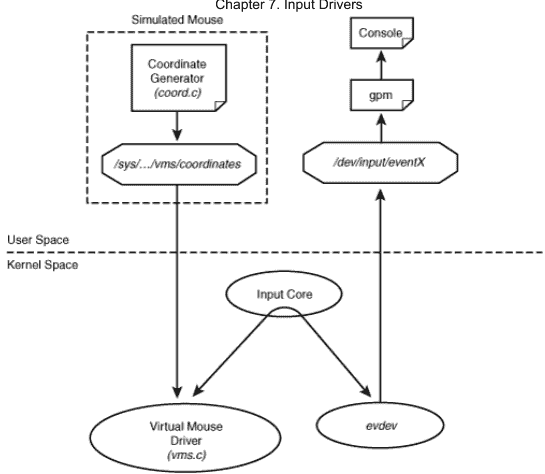 Chapter 7. Input Drivers
Simulated Mouse
Coordinate
Generator
(coord.c)
/sys/.../vms/coordinates
Console
gpm
/dev/input/eventX
User Space
Kernel Space
Input Core
Virtual Mouse
Driver
(vms.c)
evdev